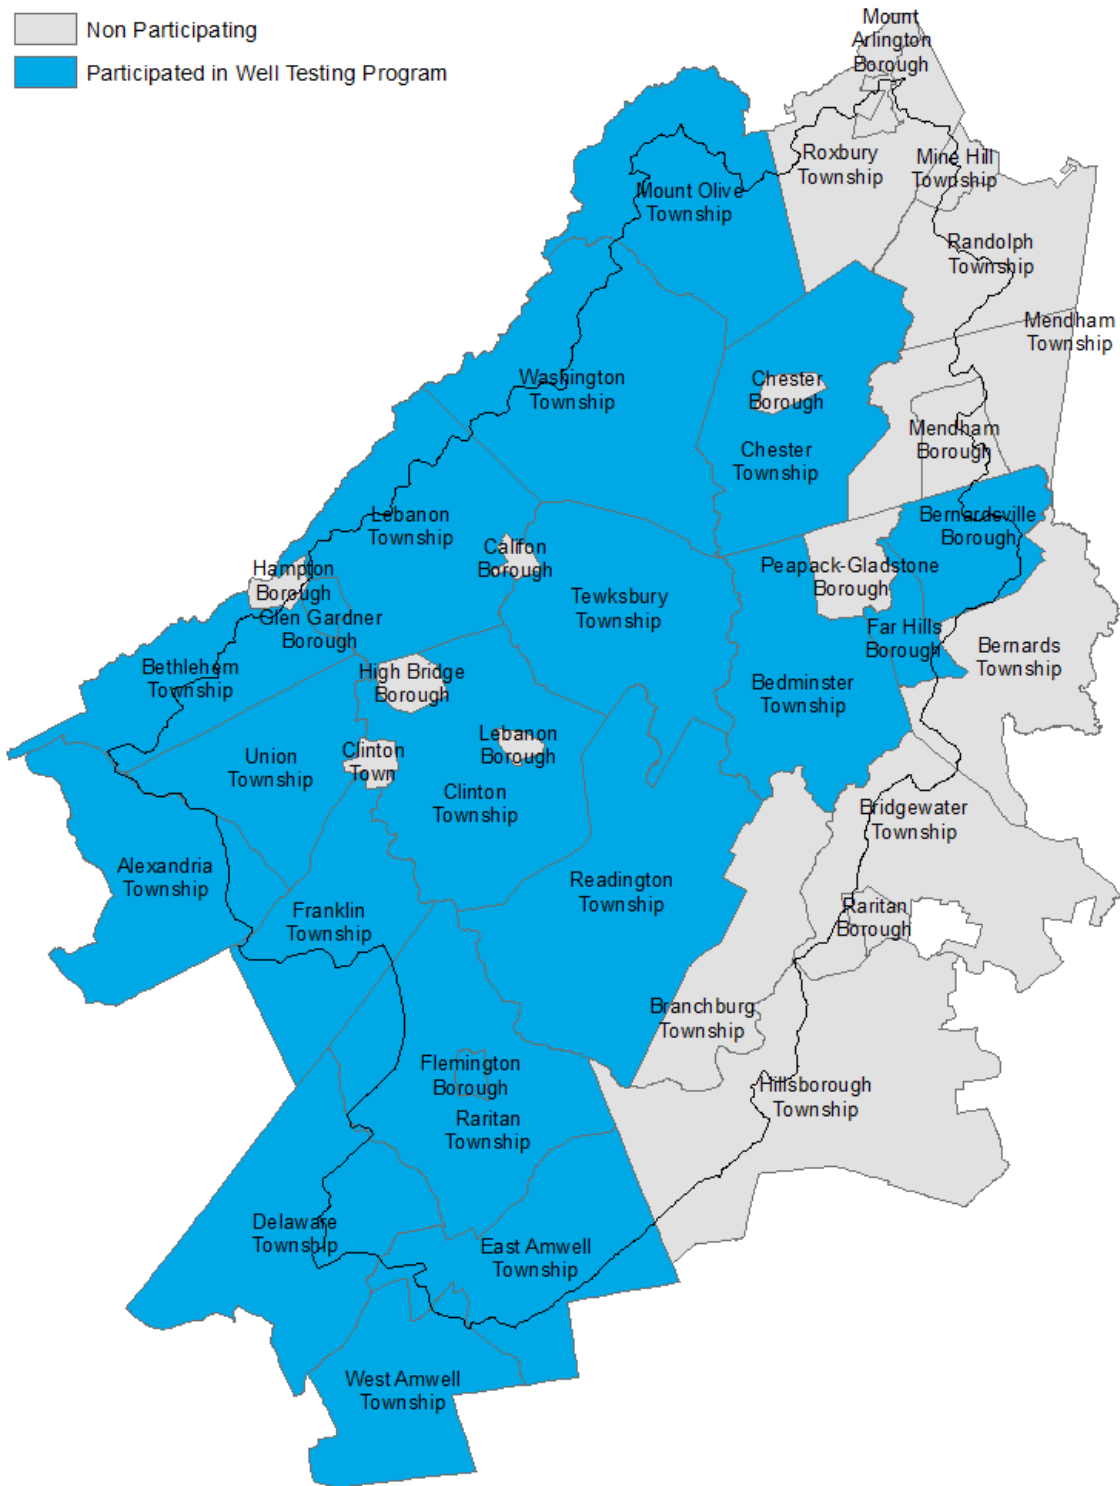 Non Participating
Participated in Well Testing Program
Mount
Arlington
Borough
Roxbury
Township
Mine Hill
Township
Mount Olive
Township
Randolph
Township
Mendham
Township
Washington
Township
Chester
Borough
Mendham
Borough
Chester
Township
Lebanon
Township
Califon
Borough
Bernardsville
Borough
Hampton
Borough
Peapack-Gladstone
Borough
Glen Gardner
Borough
Tewksbury
Township
Far Hills
Borough
Bernards
Township
Bethlehem
Township
High Bridge
Borough
Bedminster
Township
Union
Township
Clinton
Town
Lebanon
Borough
Clinton
Township
Bridgewater
Township
Alexandria
Township
Franklin
Township
Readington
Township
Raritan
Borough
Branchburg
Township
Flemington
Borough
Raritan
Township
Hillsborough
Township
Delaware
Township
East Amwell
Township
West Amwell
Township